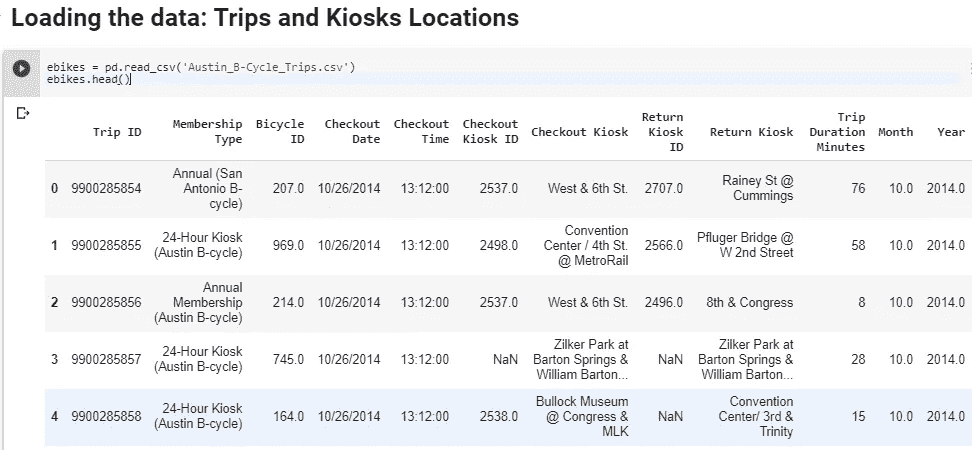 Loading the data: Trips and Kiosks Locations
ebikes = pd.read_csv('Austin_B-Cycle_Trips.csv')
ebikes.head()
Trip ID Membership Type Bicycle ID Checkout Date Checkout Time Checkout Kiosk ID Checkout Kiosk Return Kiosk ID Return Kiosk Trip Duration Minutes Month Year
0 9900285854 Annual (San Antonio B-cycle) 207.0 10/26/2014 13:12:00 2537.0 West & 6th St. 2707.0 Rainey St @ Cummings 76 10.0 2014.0
1 9900285855 24-Hour Kiosk (Austin B-cycle) 969.0 10/26/2014 13:12:00 2498.0 Convention Center / 4th St. @ MetroRail 2566.0 Pfluger Bridge @ W 2nd Street 58 10.0 2014.0
2 9900285856 Annual Membership (Austin B-cycle) 214.0 10/26/2014 13:12:00 2537.0 West & 6th St. 2496.0 8th & Congress 8 10.0 2014.0
3 9900285857 24-Hour Kiosk (Austin B-cycle) 745.0 10/26/2014 13:12:00 NaN Zilker Park at Barton Springs & William Barton... NaN Zilker Park at Barton Springs & William Barton... 28 10.0 2014.0
4 9900285858 24-Hour Kiosk (Austin B-cycle) 164.0 10/26/2014 13:12:00 2538.0 Bullock Museum @ Congress & MLK NaN Convention Center/ 3rd & Trinity 15 10.0 2014.0